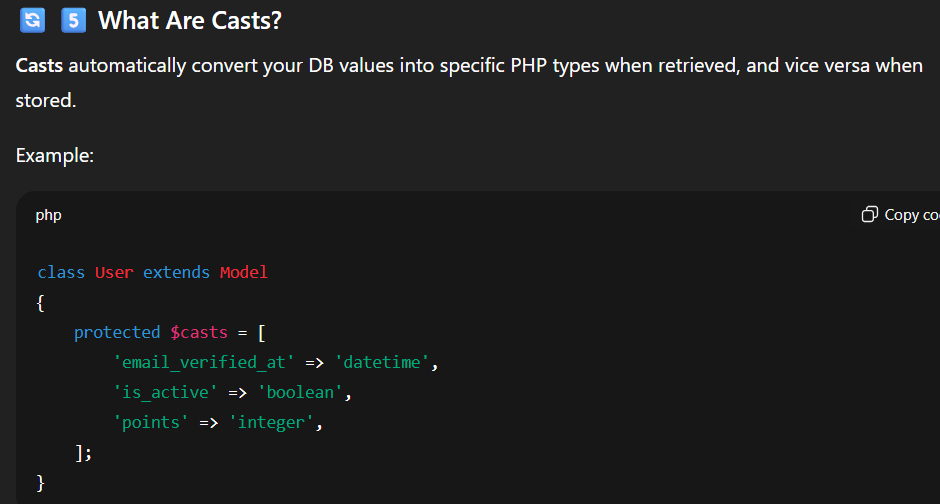 🔄 5️⃣ What Are Casts?
Casts automatically convert your DB values into specific PHP types when retrieved, and vice versa when
stored.
Example:
php
Copy co
class User extends Model
{
    protected $casts = [
        'email_verified_at' => 'datetime',
        'is_active' => 'boolean',
        'points' => 'integer',
    ];
}